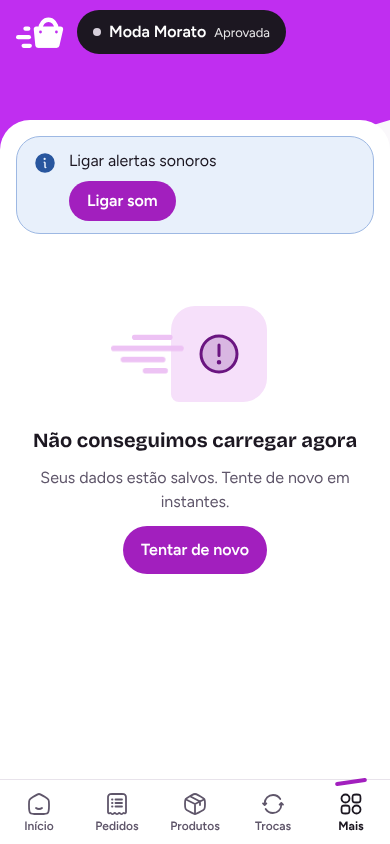 Moda Morato Aprovada
Ligar alertas sonoros
Ligar som
Não conseguimos carregar agora
Seus dados estão salvos. Tente de novo em
instantes.
Tentar de novo
Início Pedidos Produtos Trocas Mais